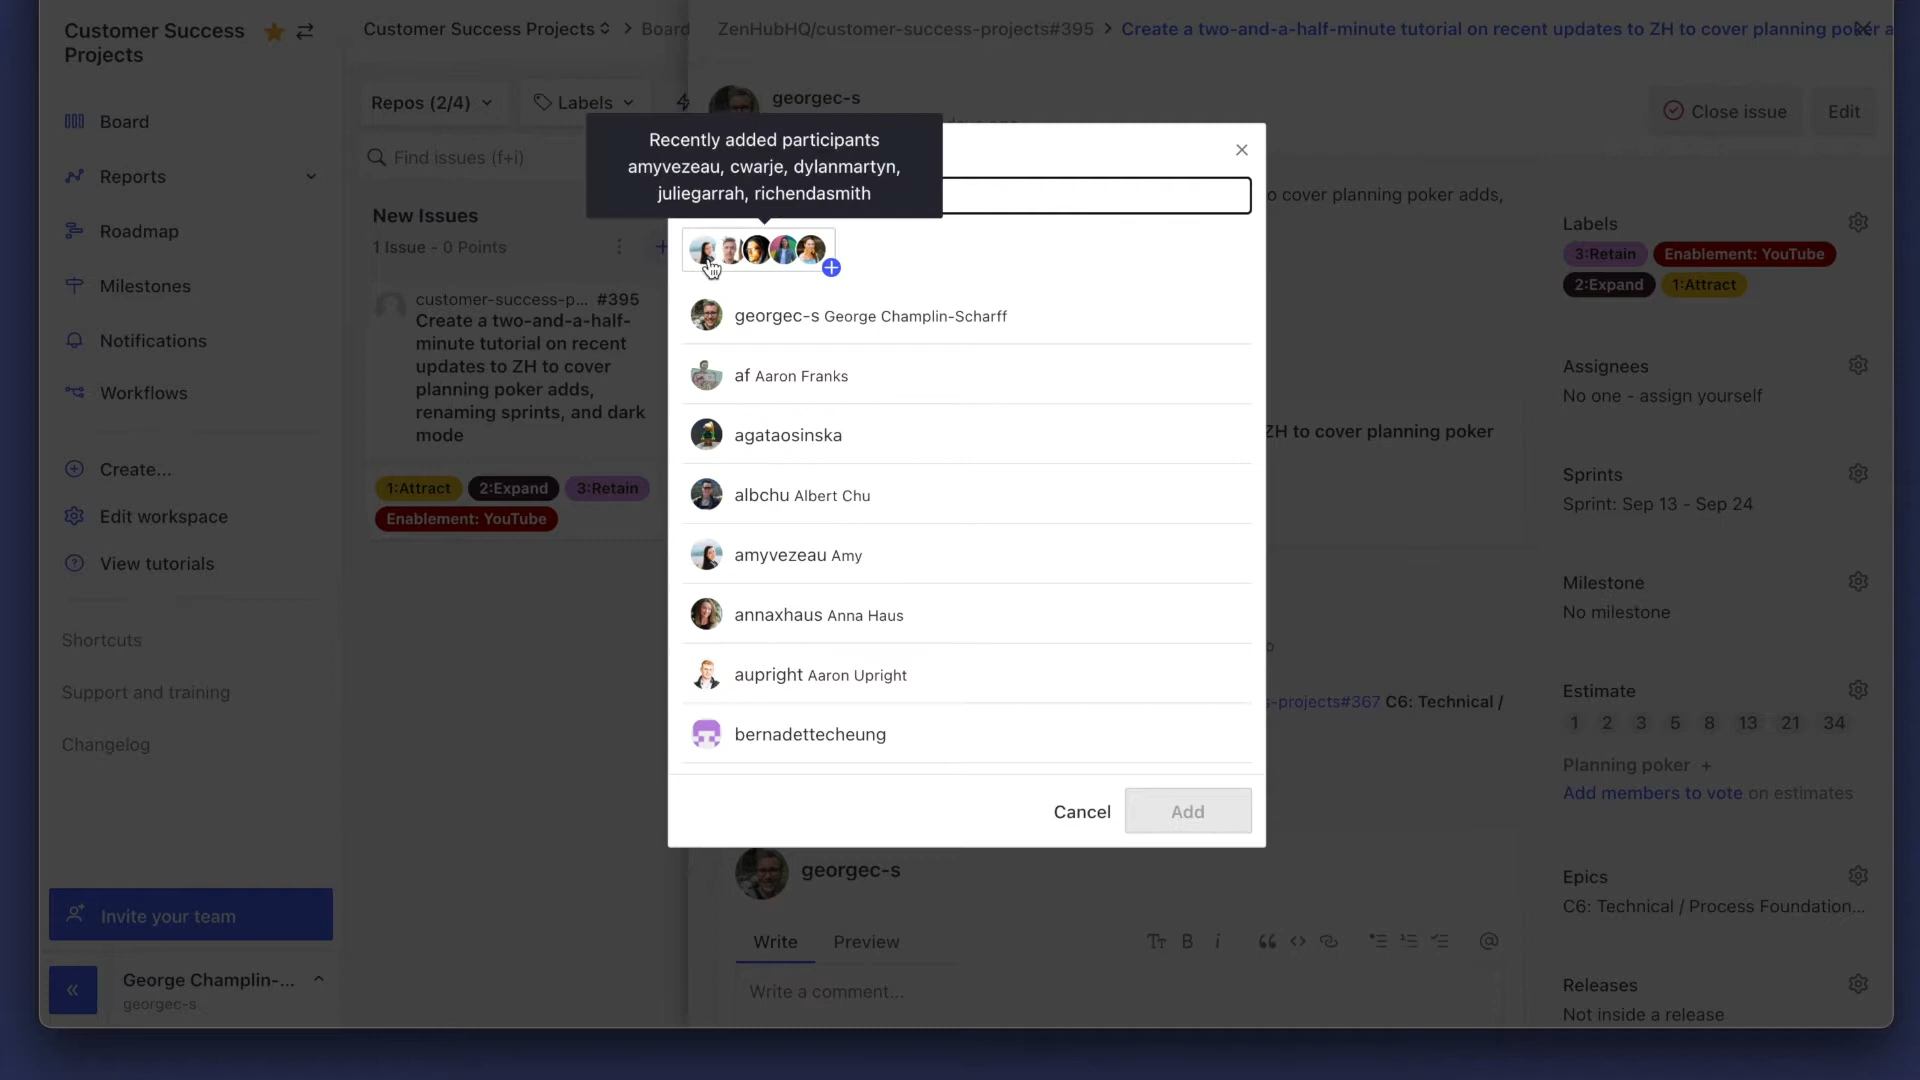 Customer Success
Projects
Board
Reports
Roadmap
Milestones
Notifications
Workflows
Create...
Edit workspace
View tutorials
Shortcuts
Support and training
Changelog
Invite your team
George Champlin-...
georgec-s
Customer Success Projects > Board
Repos (2/4)
Labels
Find issues (f+i)
New Issues
1 Issue - 0 Points
customer-success-p... #395
Create a two-and-a-half-
minute tutorial on recent
updates to ZH to cover
planning poker adds,
renaming sprints, and dark
mode
1:Attract 2:Expand 3:Retain
Enablement: YouTube
ZenHubHQ/customer-success-projects#395 > Create a two-and-a-half-minute tutorial on recent updates to ZH to cover planning poker a
georgec-s
Close issue
Edit
Recently added participants
amyvezeau, cwarje, dylanmartyn,
juliegarrah, richendasmith
georgec-s George Champlin-Scharff
af Aaron Franks
agataosinska
albchu Albert Chu
amyvezeau Amy
annaxhaus Anna Haus
aupright Aaron Upright
bernadettecheung
Cancel
Add
o cover planning poker adds,
ZH to cover planning poker
s-projects#367 C6: Technical /
georgec-s
Write
Preview
Write a comment...
Labels
3:Retain Enablement: YouTube
2:Expand 1:Attract
Assignees
No one - assign yourself
Sprints
Sprint: Sep 13 - Sep 24
Milestone
No milestone
Estimate
1 2 3 5 8 13 21 34
Planning poker +
Add members to vote on estimates
Epics
C6: Technical / Process Foundation...
Releases
Not inside a release